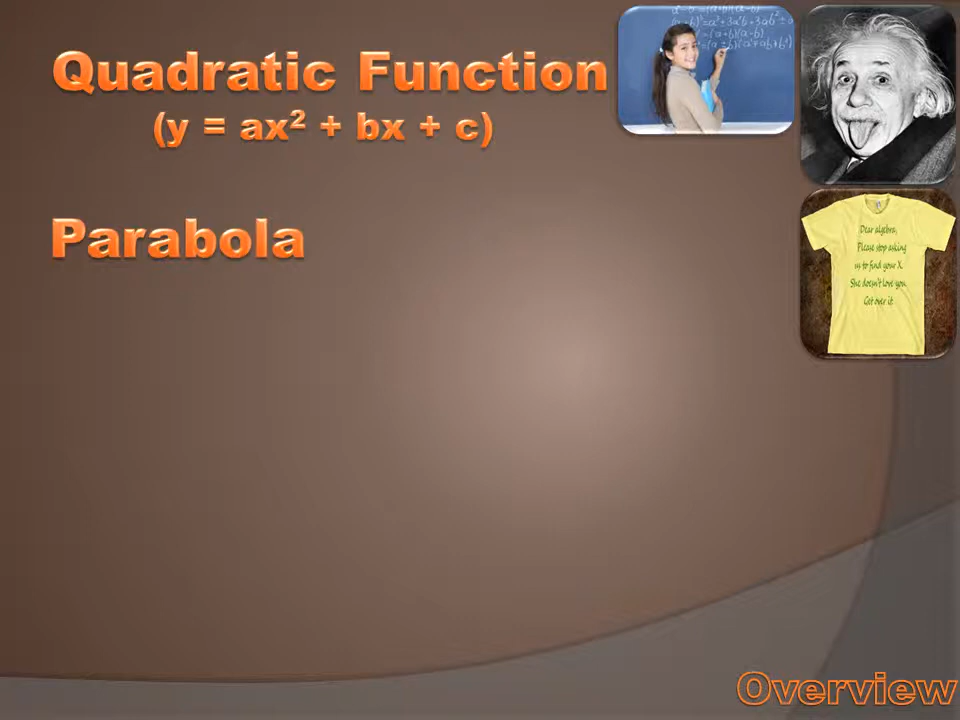 Quadratic Function
(y = ax² + bx + c)
Parabola
Dear algebra,
Please stop asking
us to find your X.
She doesn't love you.
Get over it
Overview